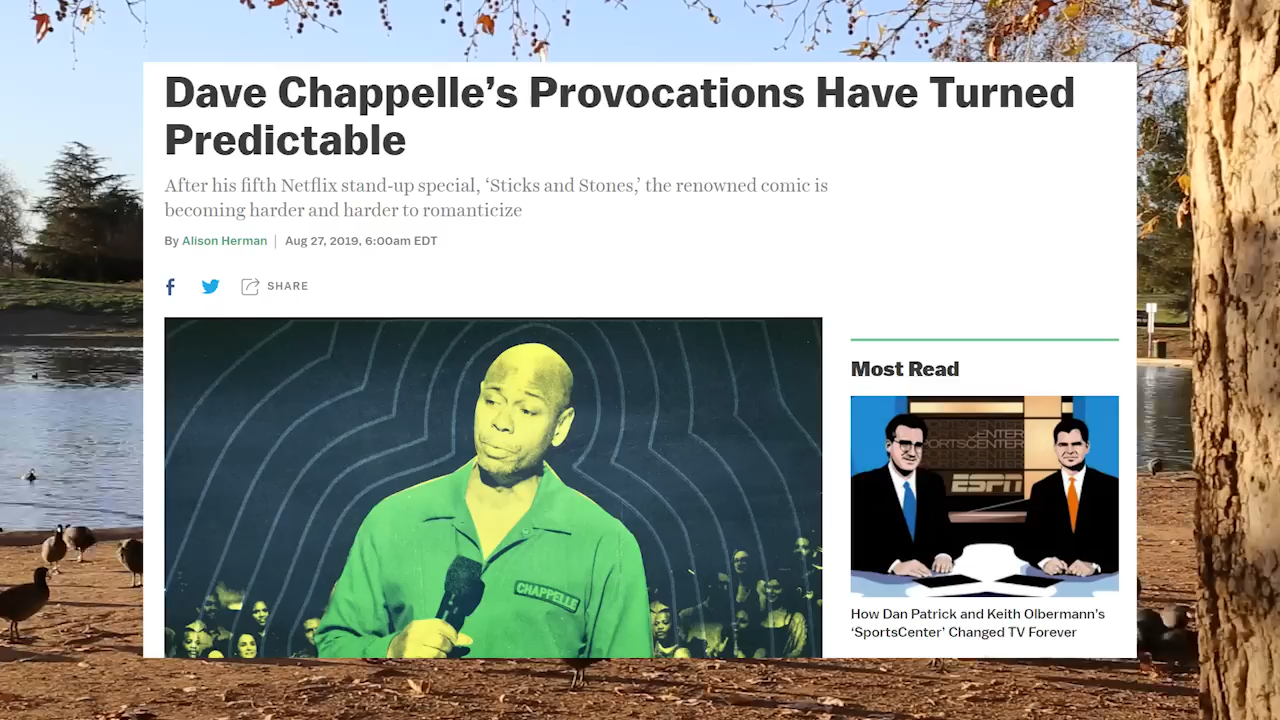 Dave Chappelle’s Provocations Have Turned
Predictable
After his fifth Netflix stand-up special, ‘Sticks and Stones,’ the renowned comic is
becoming harder and harder to romanticize
By Alison Herman | Aug 27, 2019, 6:00am EDT
SHARE
CHAPPELLE
Most Read
CENTER
PORTSCENTER
ESPN
How Dan Patrick and Keith Olbermann’s
‘SportsCenter’ Changed TV Forever